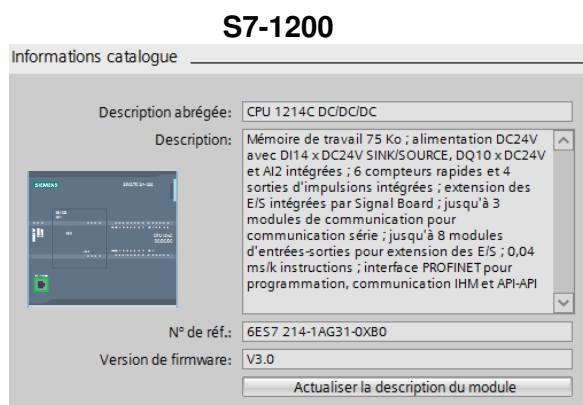 S7-1200
Informations catalogue
Description abrégée: CPU 1214C DC/DC/DC
Description: Mémoire de travail 75 Ko ; alimentation DC24V
avec DI14 x DC24V SINK/SOURCE, DQ10 x DC24V
et AI2 intégrées ; 6 compteurs rapides et 4
sorties d'impulsions intégrées ; extension des
E/S intégrées par Signal Board ; jusqu'à 3
modules de communication pour
communication série ; jusqu'à 8 modules
d'entrées-sorties pour extension des E/S ; 0,04
ms/k instructions ; interface PROFINET pour
programmation, communication IHM et API-API
SIEMENS
N° de réf.: 6ES7 214-1AG31-0XB0
Version de firmware: V3.0
Actualiser la description du module